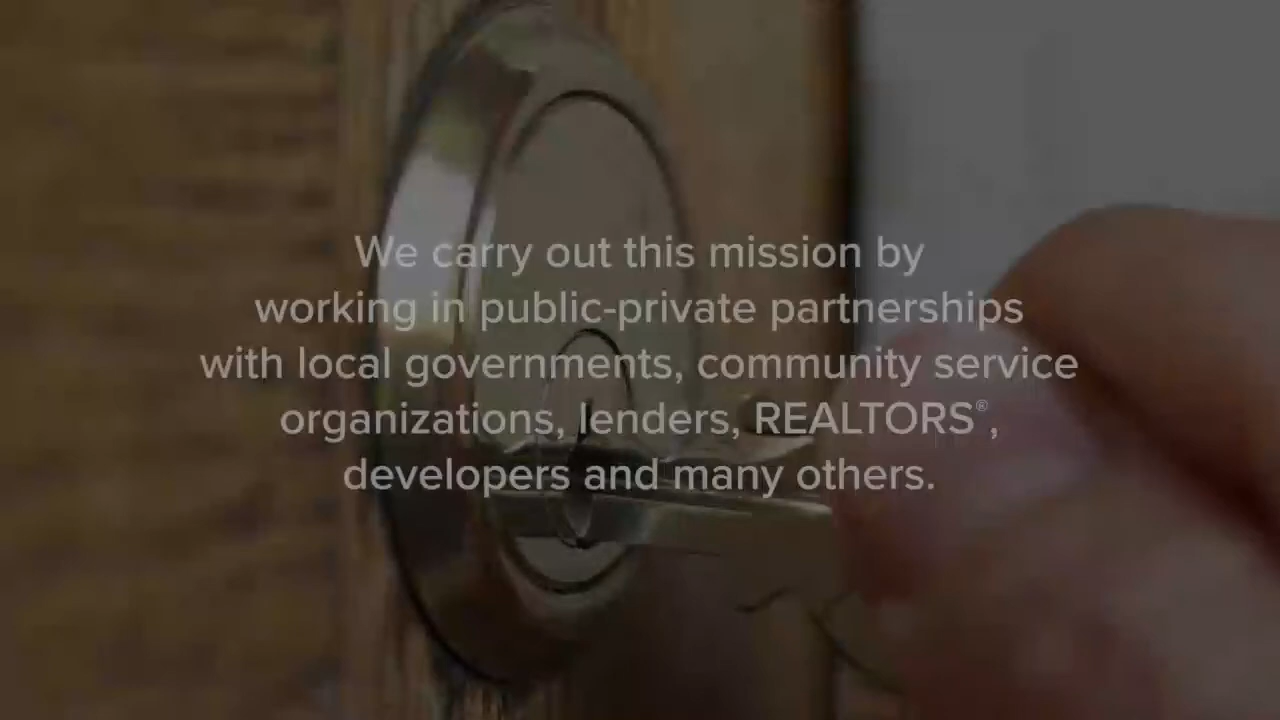 We carry out this mission by
working in public-private partnerships
with local governments, community service
organizations, lenders, REALTORS®,
developers and many others.